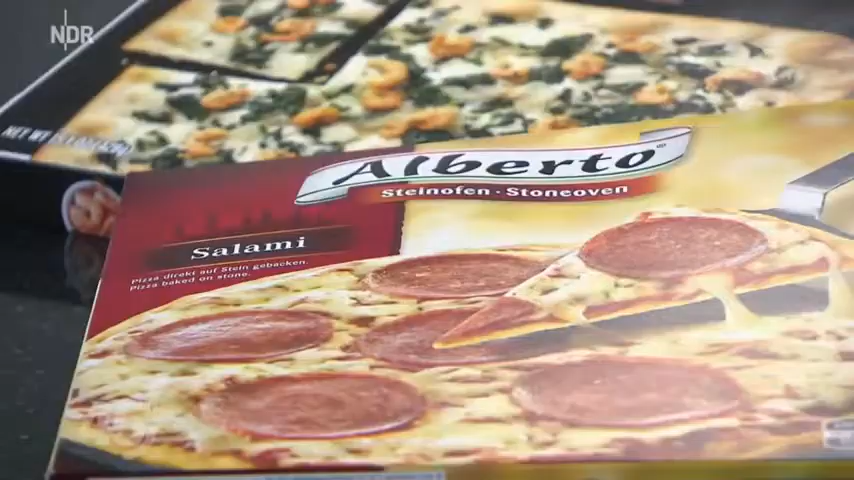 NDR
Alberto®
Steinofen · Stoneoven
Salami
Pizza direkt auf Stein gebacken.
Pizza baked on stone.
NET WT